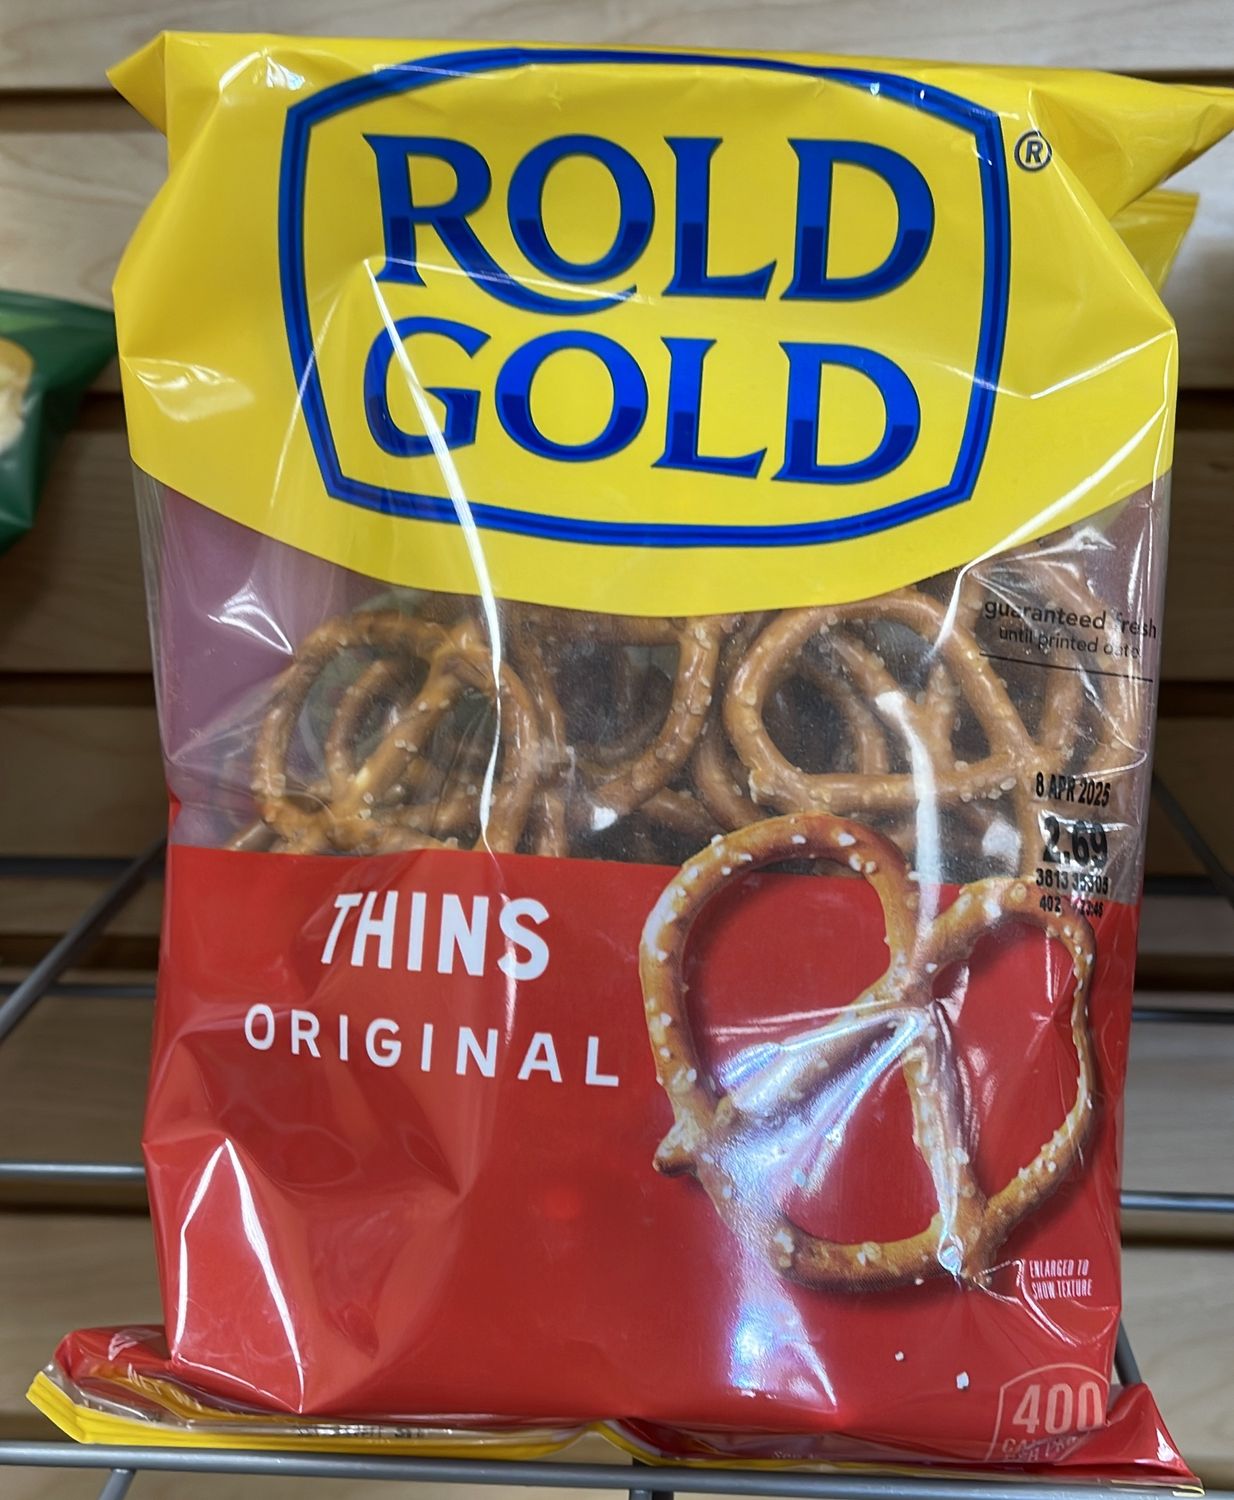 ROLD
GOLD
®
guaranteed fresh
until printed date
8 APR 2025
2.69
402
THINS
ORIGINAL
ENLARGED TO
SHOW TEXTURE
400